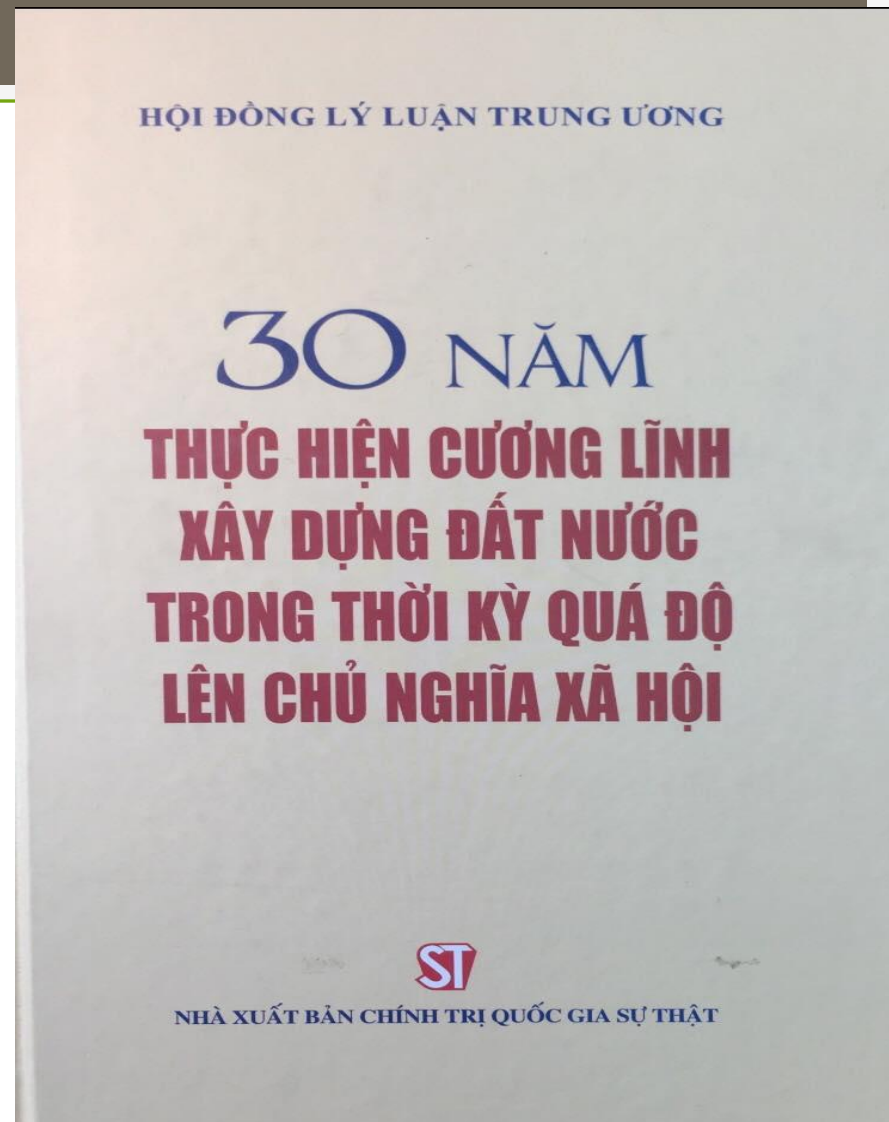 HỘI ĐỒNG LÝ LUẬN TRUNG ƯƠNG
30 NĂM
THỰC HIỆN CƯƠNG LĨNH
XÂY DỰNG ĐẤT NƯỚC
TRONG THỜI KỲ QUÁ ĐỘ
LÊN CHỦ NGHĨA XÃ HỘI
ST
NHÀ XUẤT BẢN CHÍNH TRỊ QUỐC GIA SỰ THẬT